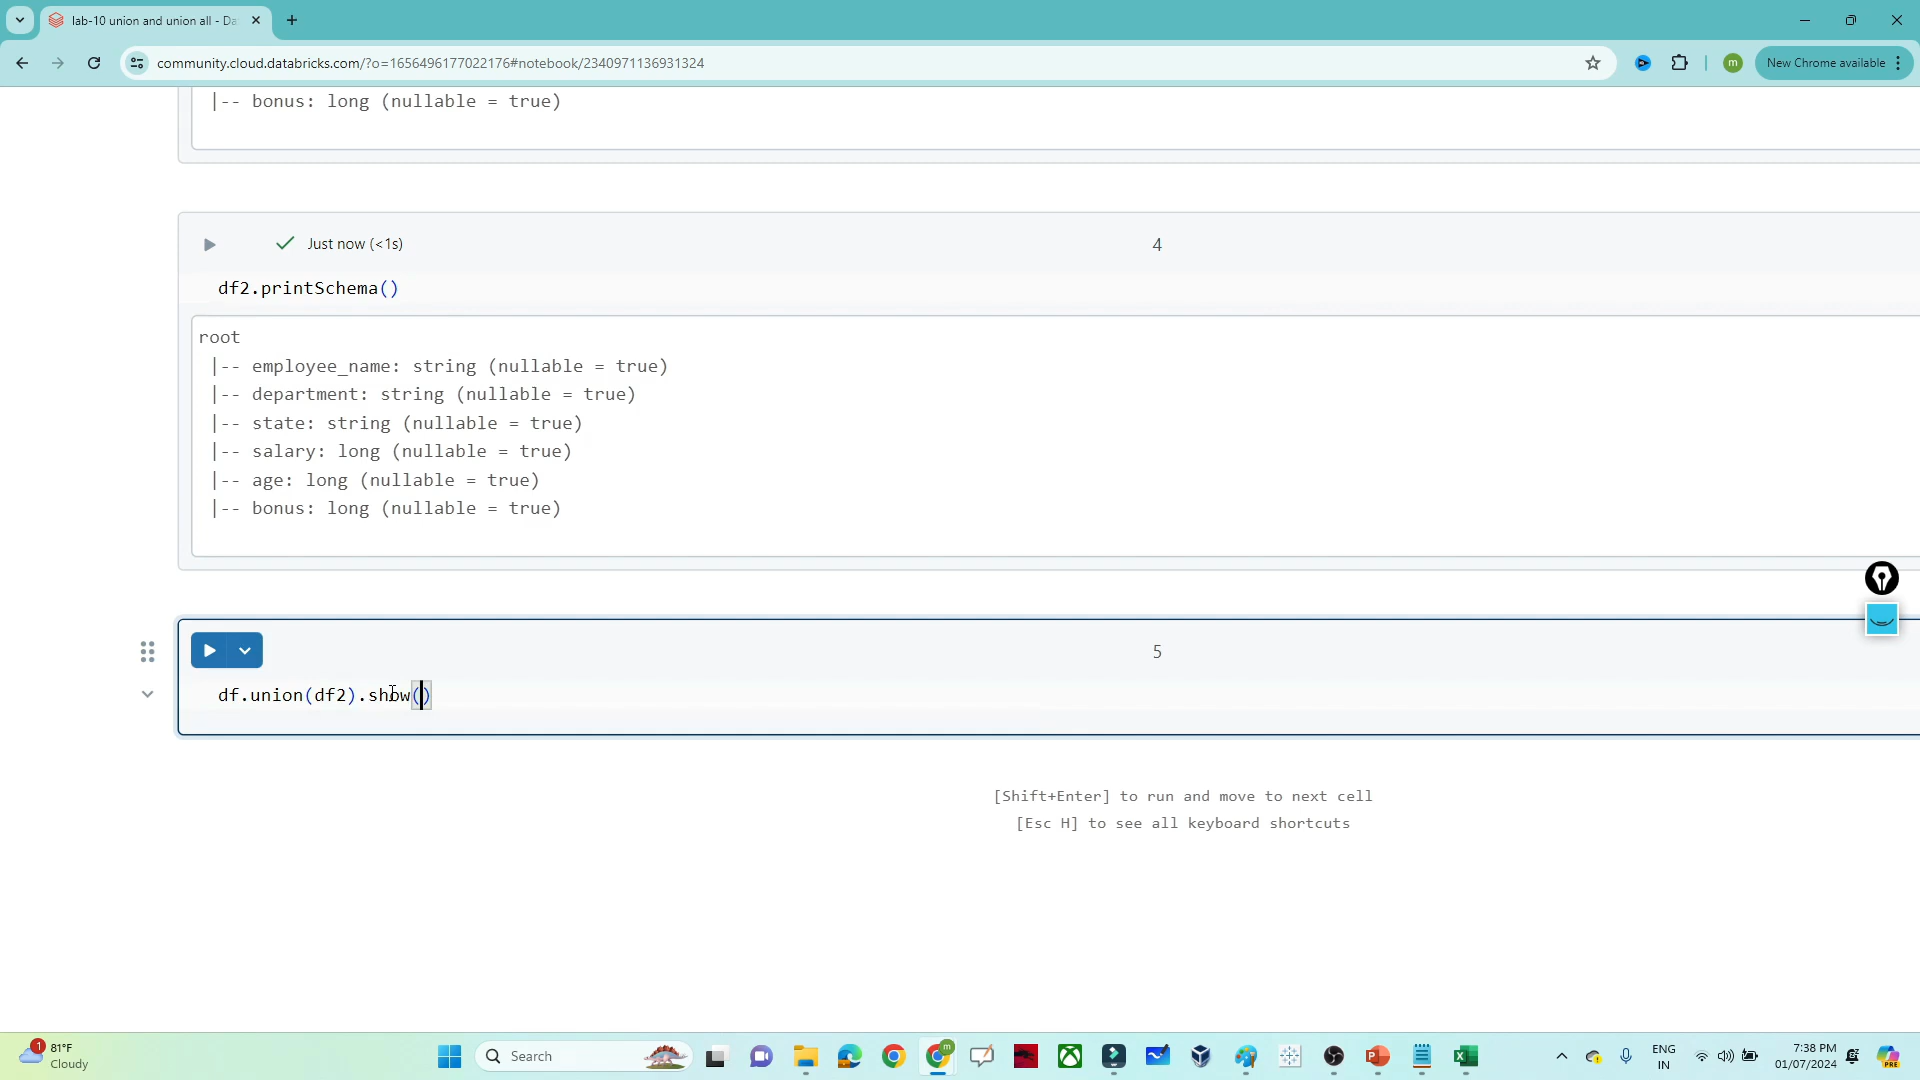 lab-10 union and union all - Da
community.cloud.databricks.com/?o=1656496177022176#notebook/2340971136931324
m
New Chrome available
|-- bonus: long (nullable = true)
Just now (<1s)
4
df2.printSchema()
root
|-- employee_name: string (nullable = true)
|-- department: string (nullable = true)
|-- state: string (nullable = true)
|-- salary: long (nullable = true)
|-- age: long (nullable = true)
|-- bonus: long (nullable = true)
5
df.union(df2).show()
[Shift+Enter] to run and move to next cell
[Esc H] to see all keyboard shortcuts
1
81°F
Cloudy
Search
m
ENG
IN
7:38 PM
01/07/2024
PRE